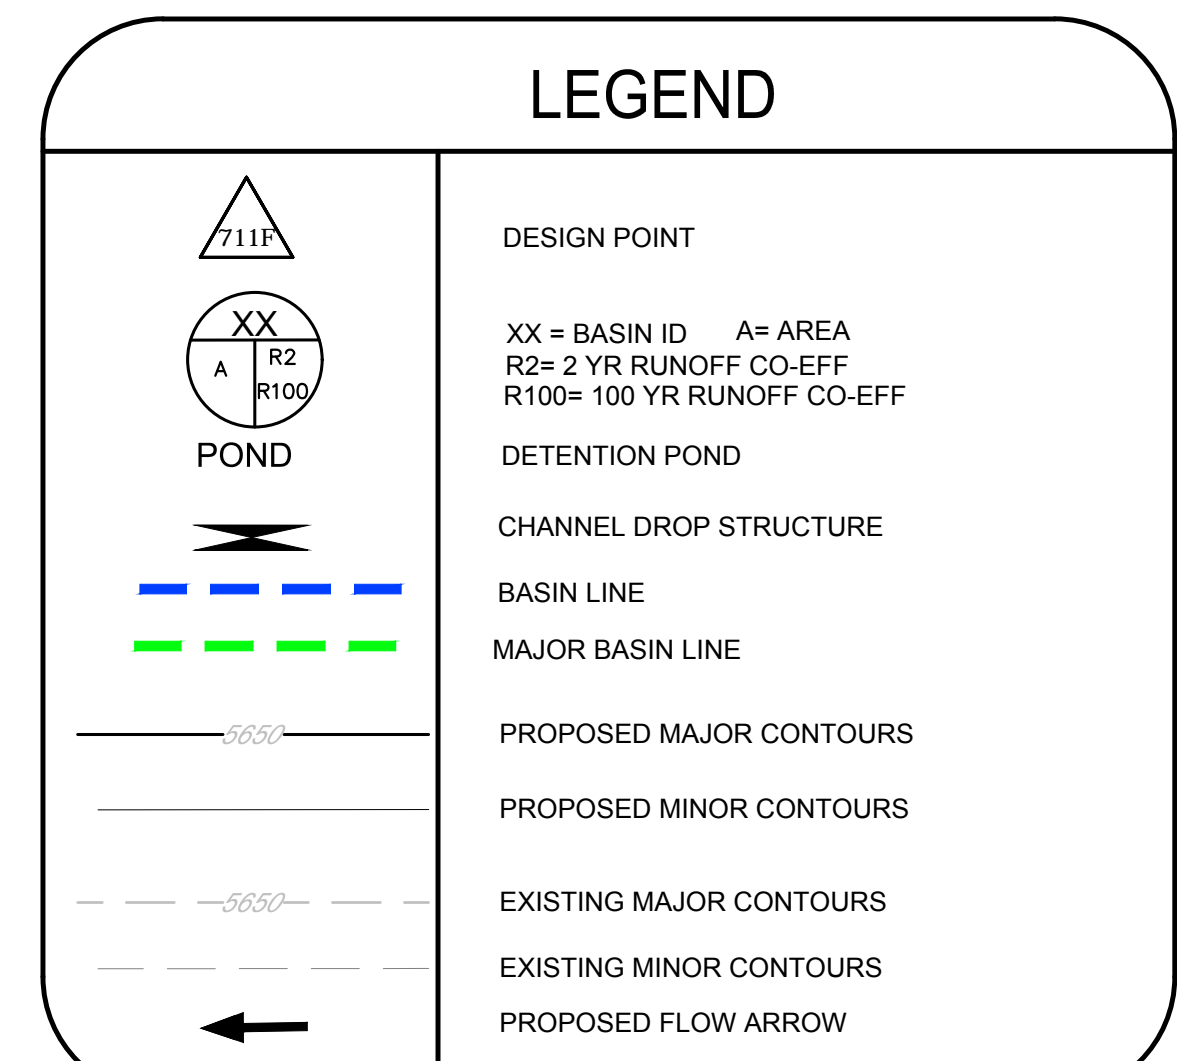 LEGEND
711F
DESIGN POINT
XX
A
R2
R100
XX = BASIN ID A= AREA
R2= 2 YR RUNOFF CO-EFF
R100= 100 YR RUNOFF CO-EFF
POND
DETENTION POND
CHANNEL DROP STRUCTURE
BASIN LINE
MAJOR BASIN LINE
5650
PROPOSED MAJOR CONTOURS
PROPOSED MINOR CONTOURS
5650
EXISTING MAJOR CONTOURS
EXISTING MINOR CONTOURS
PROPOSED FLOW ARROW